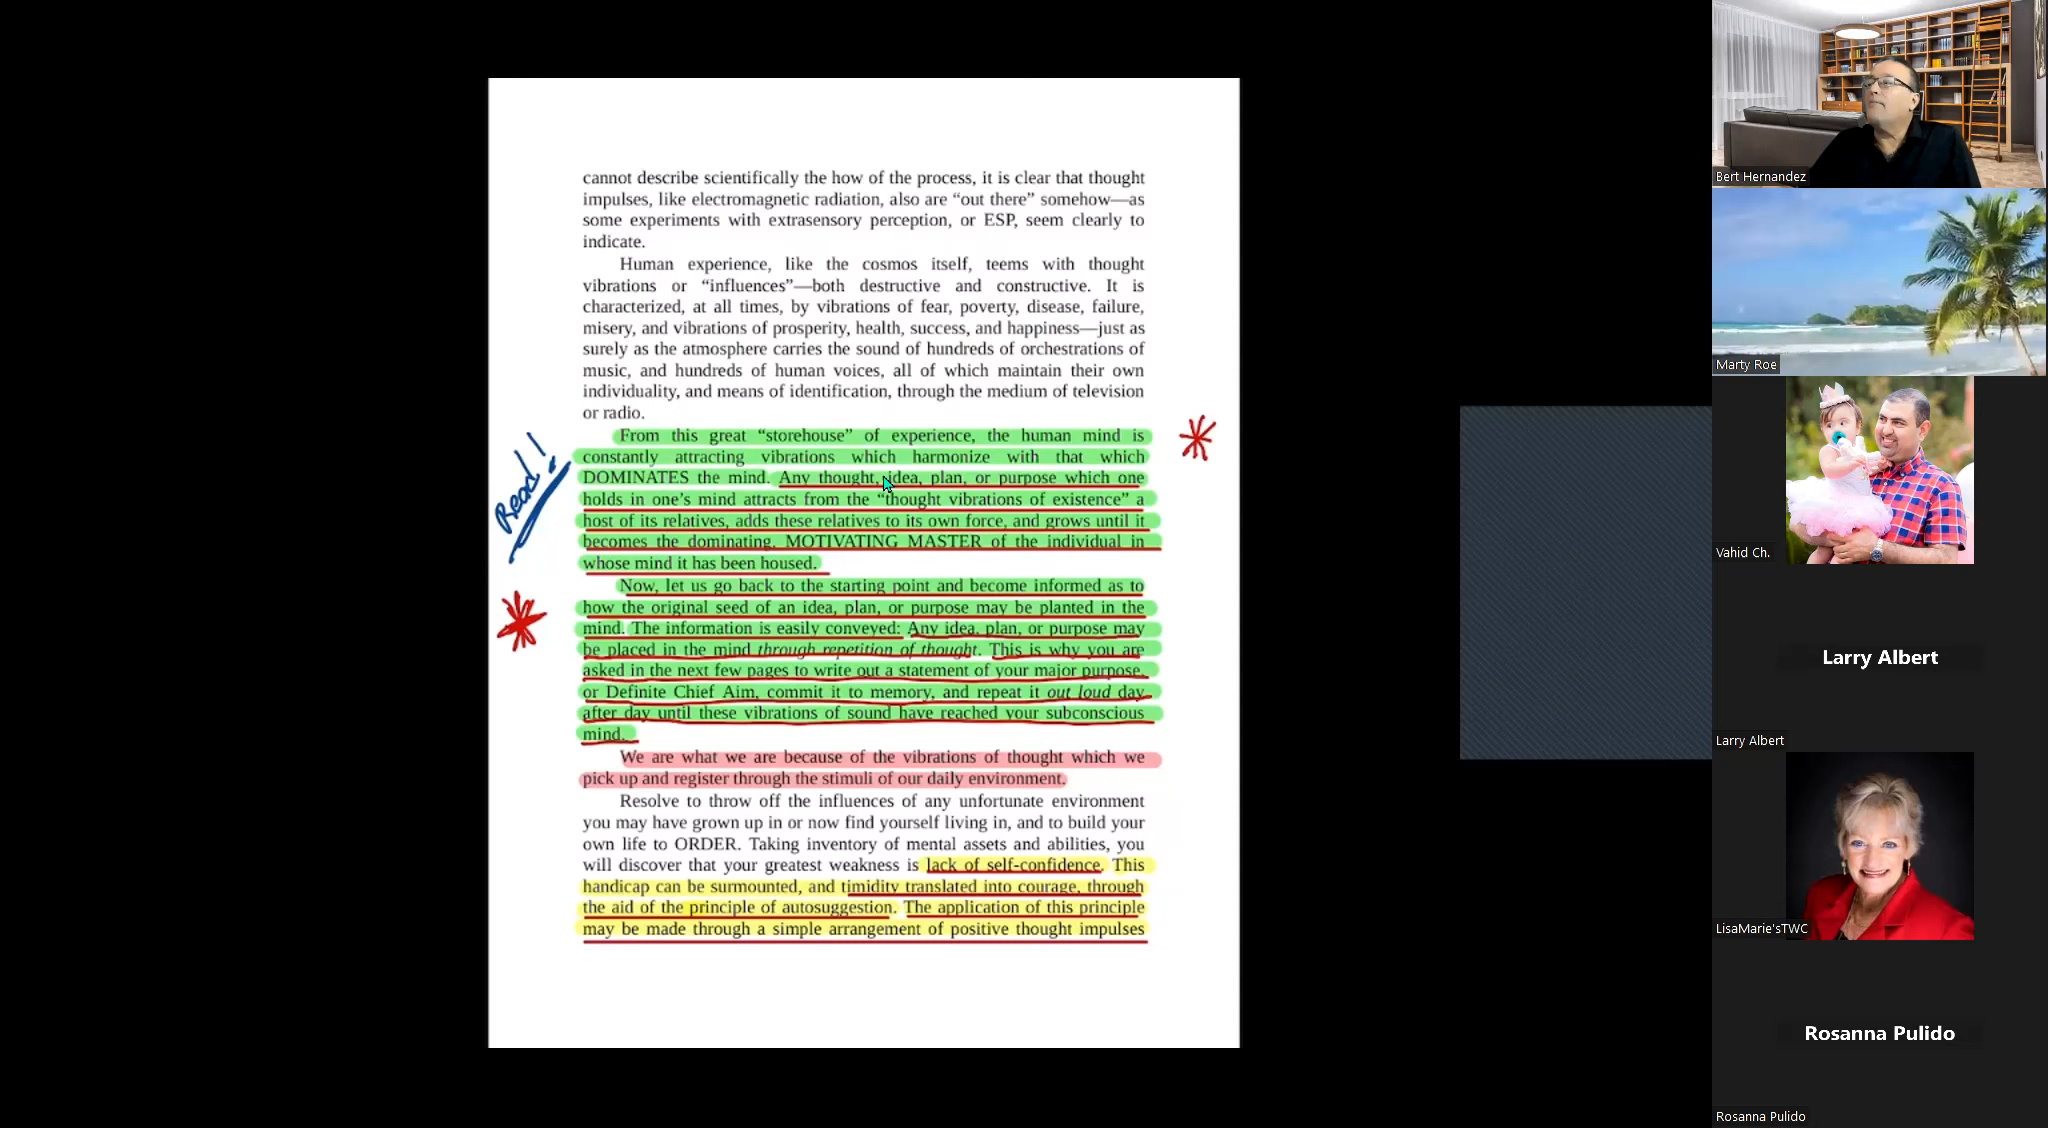 cannot describe scientifically the how of the process, it is clear that thought
impulses, like electromagnetic radiation, also are “out there” somehow—as
some experiments with extrasensory perception, or ESP, seem clearly to
indicate.
Human experience, like the cosmos itself, teems with thought
vibrations or “influences”—both destructive and constructive. It is
characterized, at all times, by vibrations of fear, poverty, disease, failure,
misery, and vibrations of prosperity, health, success, and happiness—just as
surely as the atmosphere carries the sound of hundreds of orchestrations of
music, and hundreds of human voices, all of which maintain their own
individuality, and means of identification, through the medium of television
or radio.
From this great “storehouse” of experience, the human mind is
constantly attracting vibrations which harmonize with that which
DOMINATES the mind. Any thought, idea, plan, or purpose which one
holds in one’s mind attracts from the “thought vibrations of existence” a
host of its relatives, adds these relatives to its own force, and grows until it
becomes the dominating, MOTIVATING MASTER of the individual in
whose mind it has been housed.
Now, let us go back to the starting point and become informed as to
how the original seed of an idea, plan, or purpose may be planted in the
mind. The information is easily conveyed: Any idea, plan, or purpose may
be placed in the mind through repetition of thought. This is why you are
asked in the next few pages to write out a statement of your major purpose,
or Definite Chief Aim, commit it to memory, and repeat it out loud day
after day until these vibrations of sound have reached your subconscious
mind.
We are what we are because of the vibrations of thought which we
pick up and register through the stimuli of our daily environment.
Resolve to throw off the influences of any unfortunate environment
you may have grown up in or now find yourself living in, and to build your
own life to ORDER. Taking inventory of mental assets and abilities, you
will discover that your greatest weakness is lack of self-confidence. This
handicap can be surmounted, and timidity translated into courage, through
the aid of the principle of autosuggestion. The application of this principle
may be made through a simple arrangement of positive thought impulses
Read!
Bert Hernandez
Marty Roe
Vahid Ch.
Larry Albert
Larry Albert
LisaMarie'sTWC
Rosanna Pulido
Rosanna Pulido